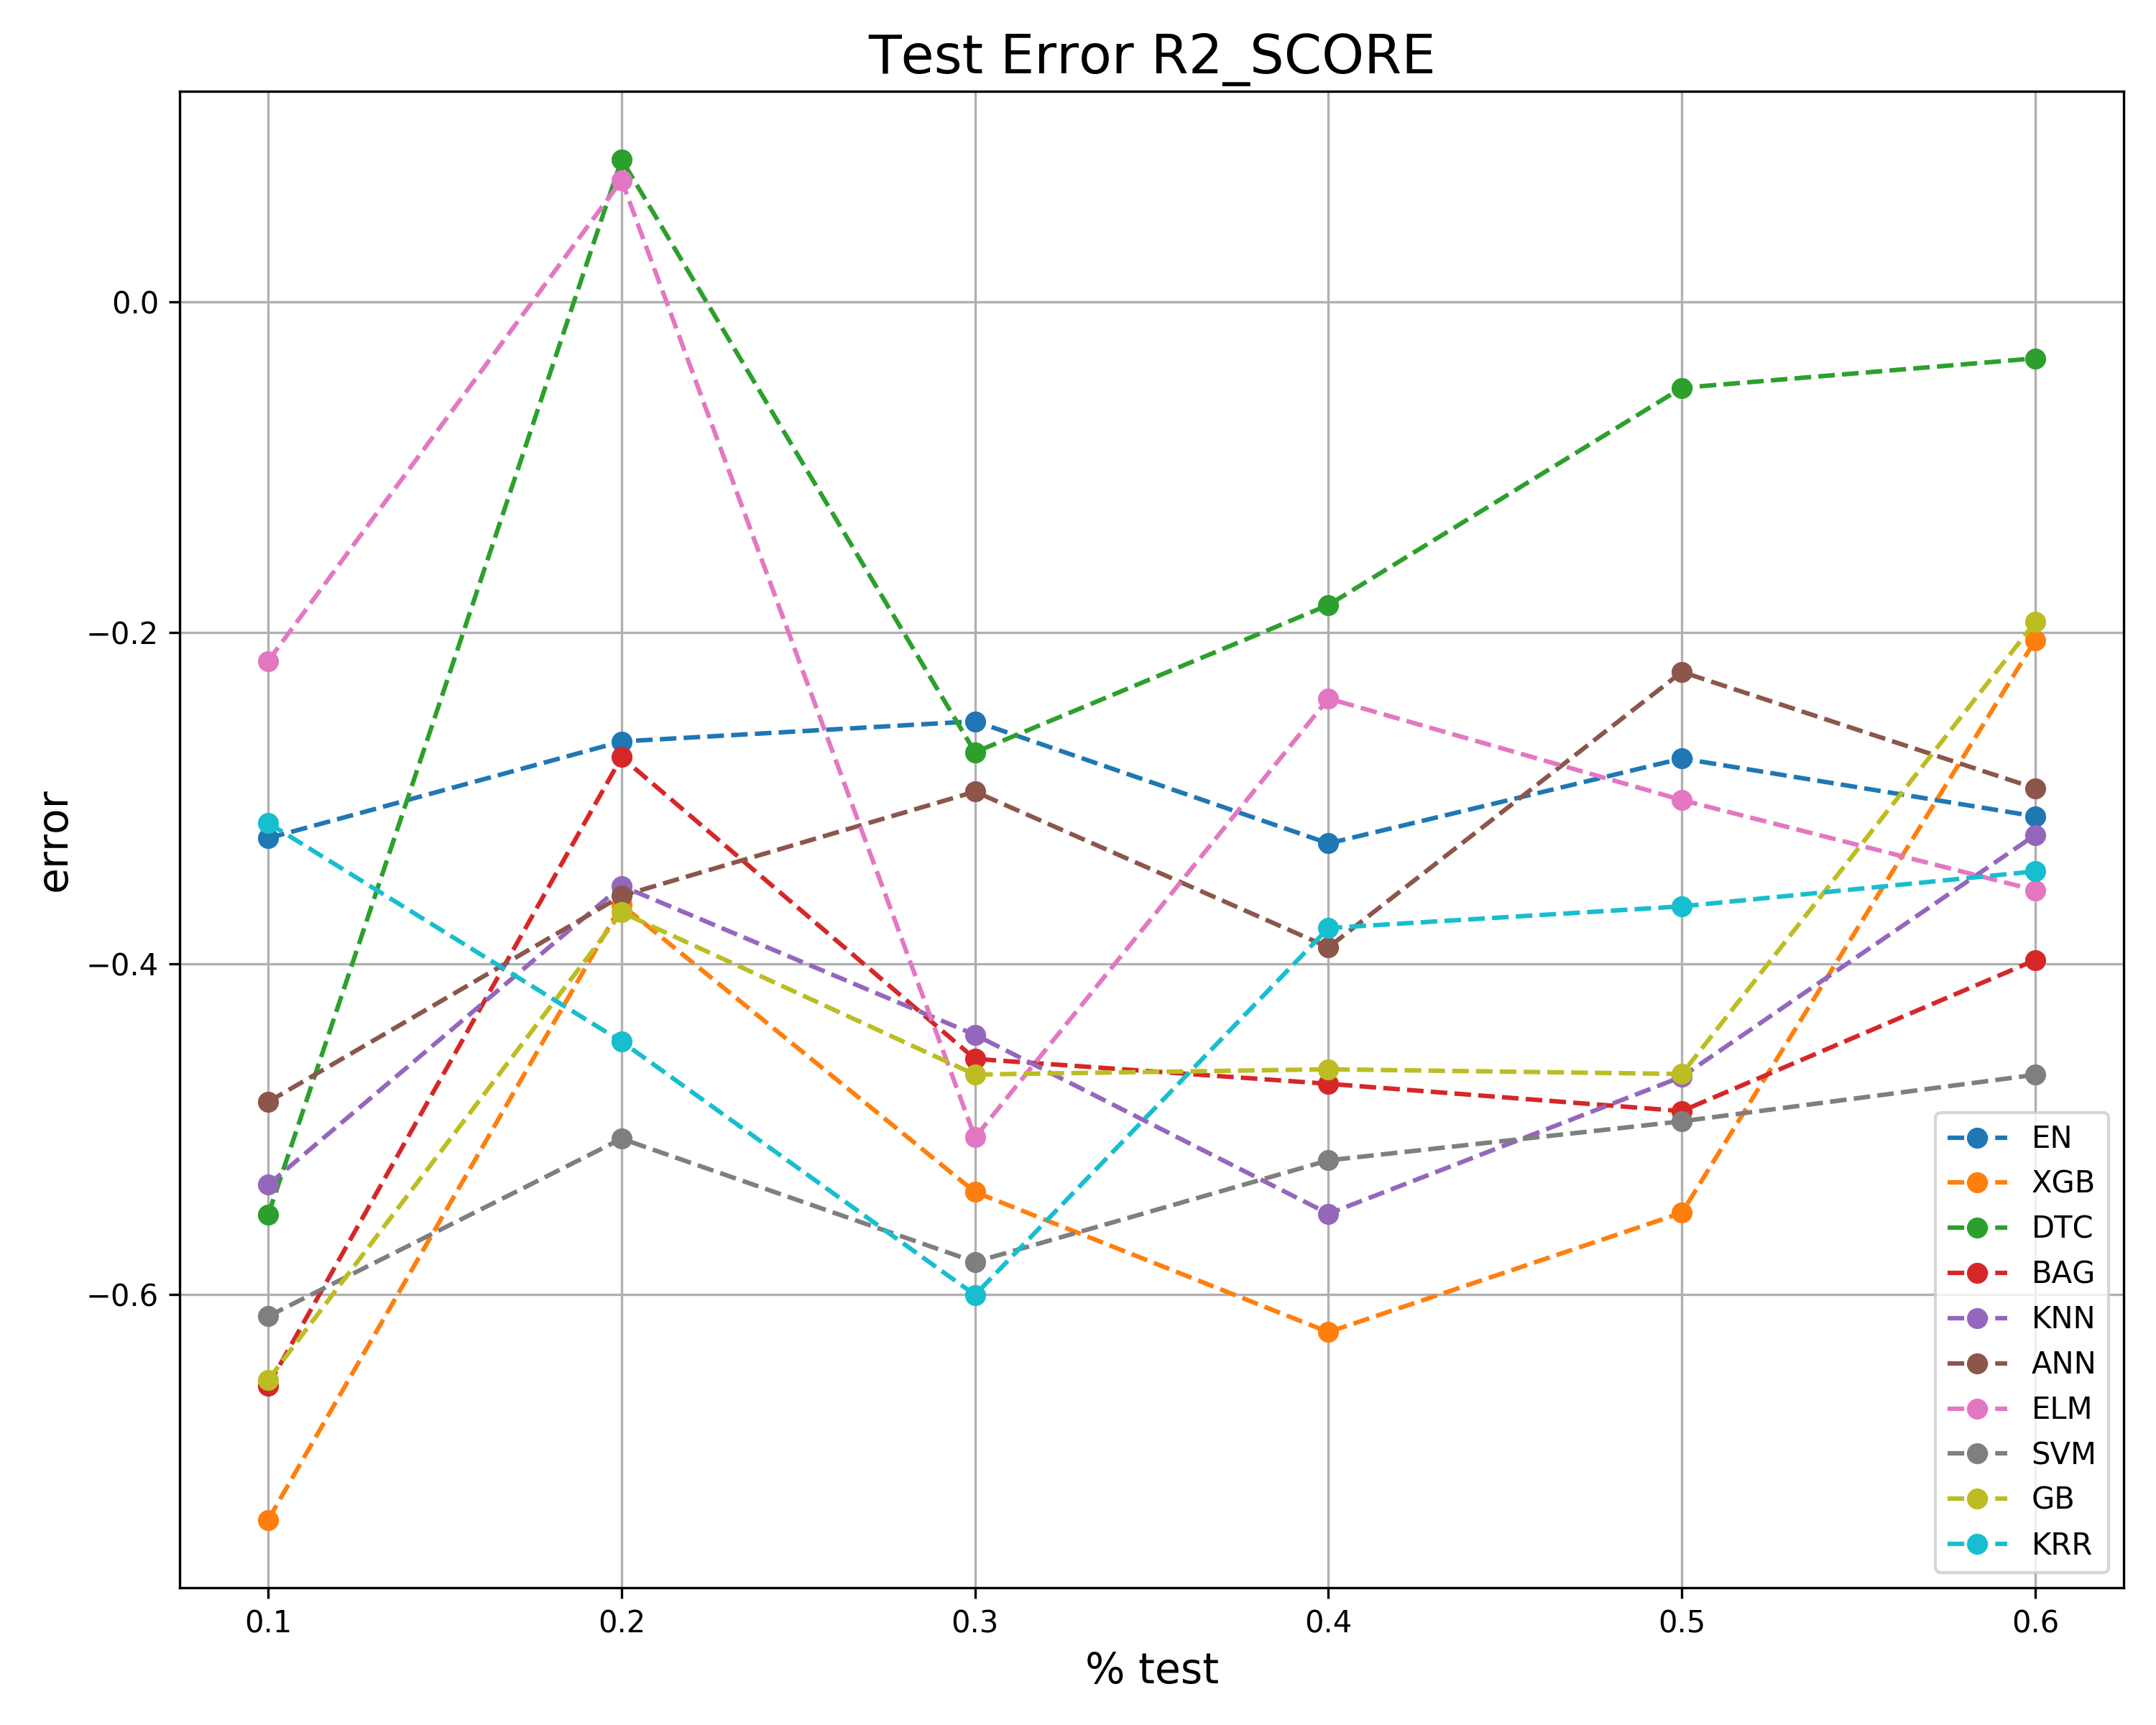 Test Error R2_SCORE
error
0.0
−0.2
−0.4
−0.6
0.1
0.2
0.3
0.4
0.5
0.6
% test
EN
XGB
DTC
BAG
KNN
ANN
ELM
SVM
GB
KRR